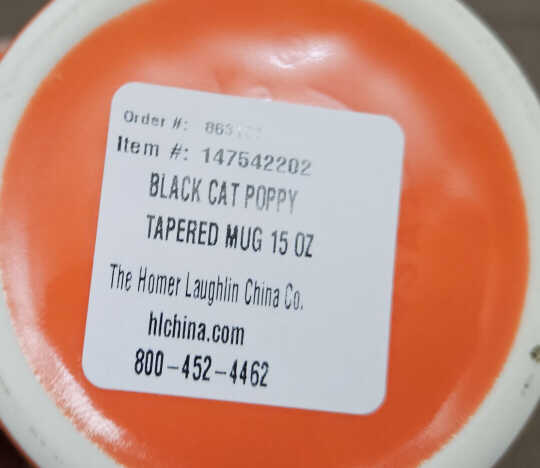 Order #:
Item #: 147542202
BLACK CAT POPPY
TAPERED MUG 15 OZ
The Homer Laughlin China Co.
hlchina.com
800-452-4462